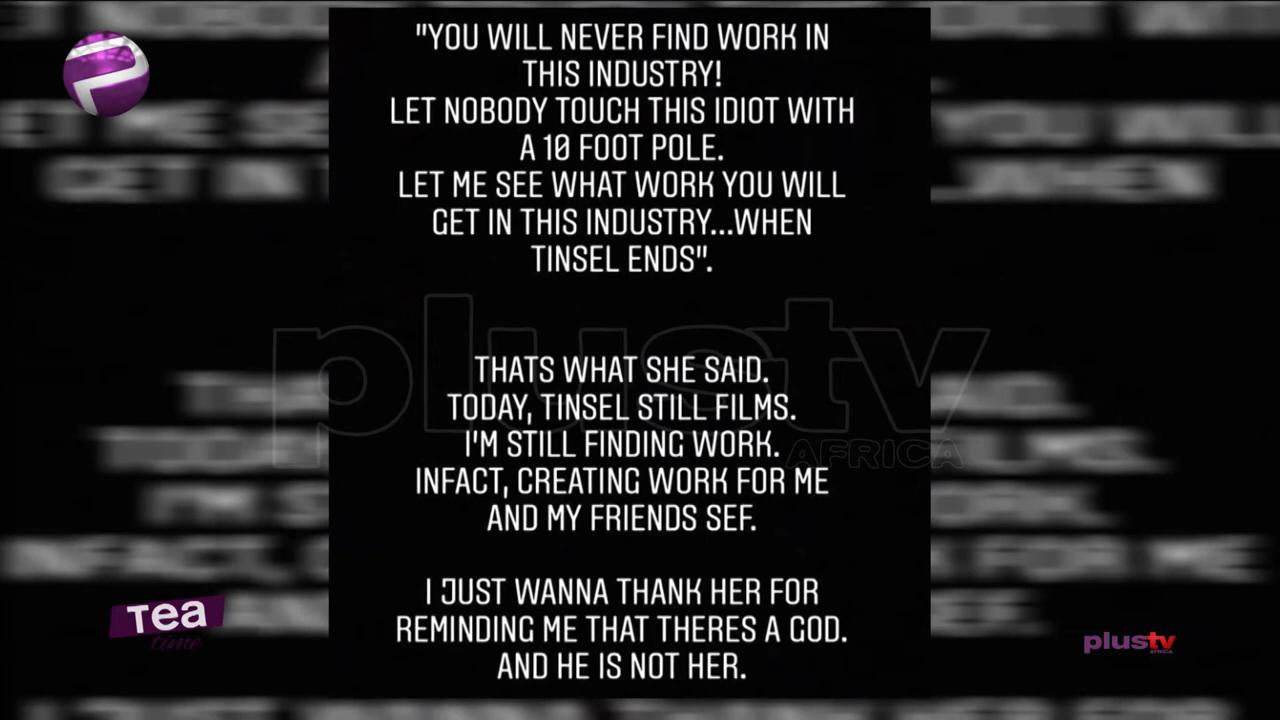 "YOU WILL NEVER FIND WORK IN
THIS INDUSTRY!
LET NOBODY TOUCH THIS IDIOT WITH
A 10 FOOT POLE.
LET ME SEE WHAT WORK YOU WILL
GET IN THIS INDUSTRY...WHEN
TINSEL ENDS".
plustv
AFRICA
THATS WHAT SHE SAID.
TODAY, TINSEL STILL FILMS.
I'M STILL FINDING WORK.
INFACT, CREATING WORK FOR ME
AND MY FRIENDS SEF.
I JUST WANNA THANK HER FOR
REMINDING ME THAT THERES A GOD.
AND HE IS NOT HER.
Tea
time
plustv
AFRICA